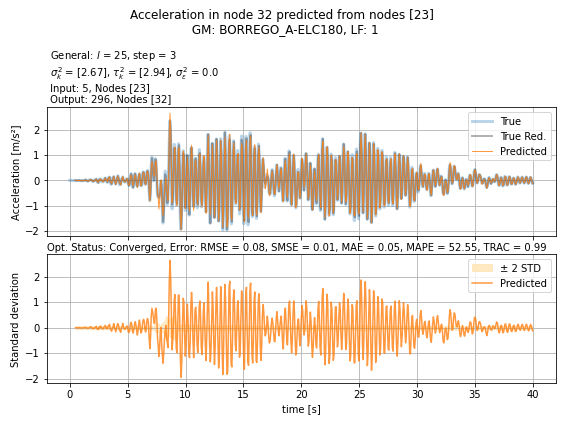 Acceleration in node 32 predicted from nodes [23]
GM: BORREGO_A-ELC180, LF: 1
General: l = 25, step = 3
σ²ₖ = [2.67], τ²ₖ = [2.94], σ²ε = 0.0
Input: 5, Nodes [23]
Output: 296, Nodes [32]
Acceleration [m/s²]
2
1
0
−1
−2
True
True Red.
Predicted
Opt. Status: Converged, Error: RMSE = 0.08, SMSE = 0.01, MAE = 0.05, MAPE = 52.55, TRAC = 0.99
Standard deviation
2
1
0
−1
−2
± 2 STD
Predicted
0 5 10 15 20 25 30 35 40
time [s]